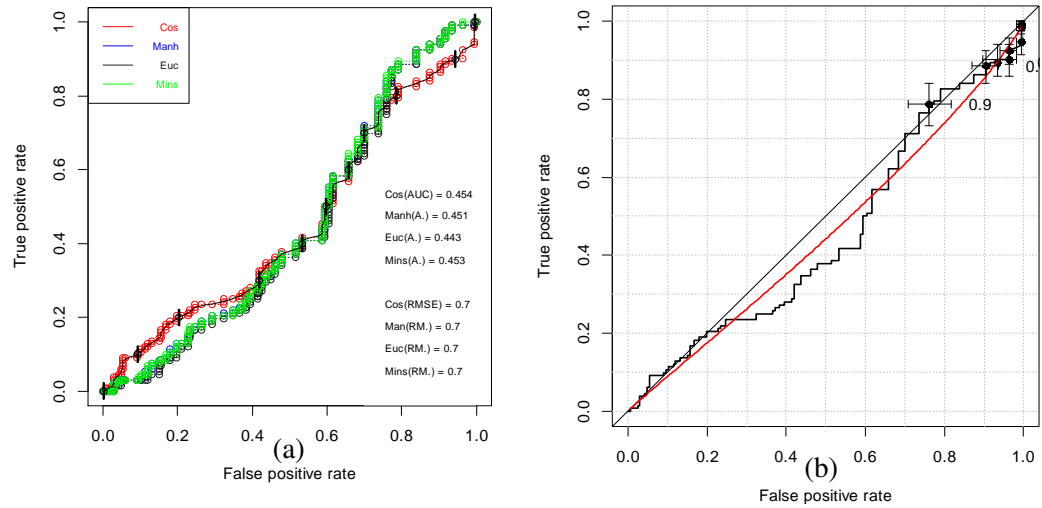 Cos
Manh
Euc
Mins
Cos(AUC) = 0.454
Manh(A.) = 0.451
Euc(A.) = 0.443
Mins(A.) = 0.453
Cos(RMSE) = 0.7
Man(RM.) = 0.7
Euc(RM.) = 0.7
Mins(RM.) = 0.7
True positive rate
0.0 0.2 0.4 0.6 0.8 1.0
0.0 0.2 0.4 0.6 0.8 1.0
False positive rate
(a)
0.9
True positive rate
0.0 0.2 0.4 0.6 0.8 1.0
0.0 0.2 0.4 0.6 0.8 1.0
False positive rate
(b)